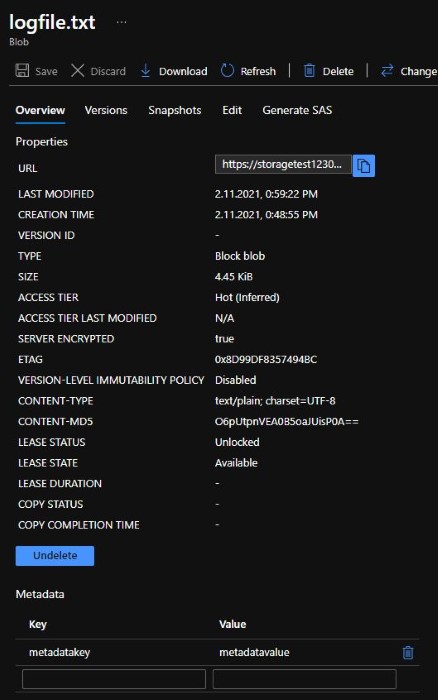 logfile.txt ...
Blob
Save Discard Download Refresh Delete Change
Overview Versions Snapshots Edit Generate SAS
Properties
URL https://storagetest1230...
LAST MODIFIED 2.11.2021, 0:59:22 PM
CREATION TIME 2.11.2021, 0:48:55 PM
VERSION ID -
TYPE Block blob
SIZE 4.45 KiB
ACCESS TIER Hot (Inferred)
ACCESS TIER LAST MODIFIED N/A
SERVER ENCRYPTED true
ETAG 0x8D99DF8357494BC
VERSION-LEVEL IMMUTABILITY POLICY Disabled
CONTENT-TYPE text/plain; charset=UTF-8
CONTENT-MD5 O6pUtpnVEA0B5oaJUisP0A==
LEASE STATUS Unlocked
LEASE STATE Available
LEASE DURATION -
COPY STATUS -
COPY COMPLETION TIME -
Undelete
Metadata
Key Value
metadatakey metadatavalue